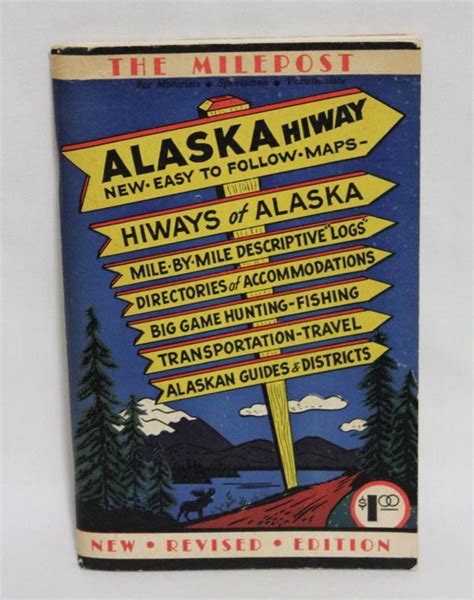 THE MILEPOST
For Motorists • Sportsmen • Vacationists
ALASKA HIWAY
NEW·EASY TO FOLLOW·MAPS-
HIWAYS of ALASKA
MILE·BY·MILE DESCRIPTIVE "LOGS"
DIRECTORIES of ACCOMMODATIONS
BIG GAME HUNTING-FISHING
TRANSPORTATION-TRAVEL
ALASKAN GUIDES & DISTRICTS
$1.00
NEW • REVISED • EDITION